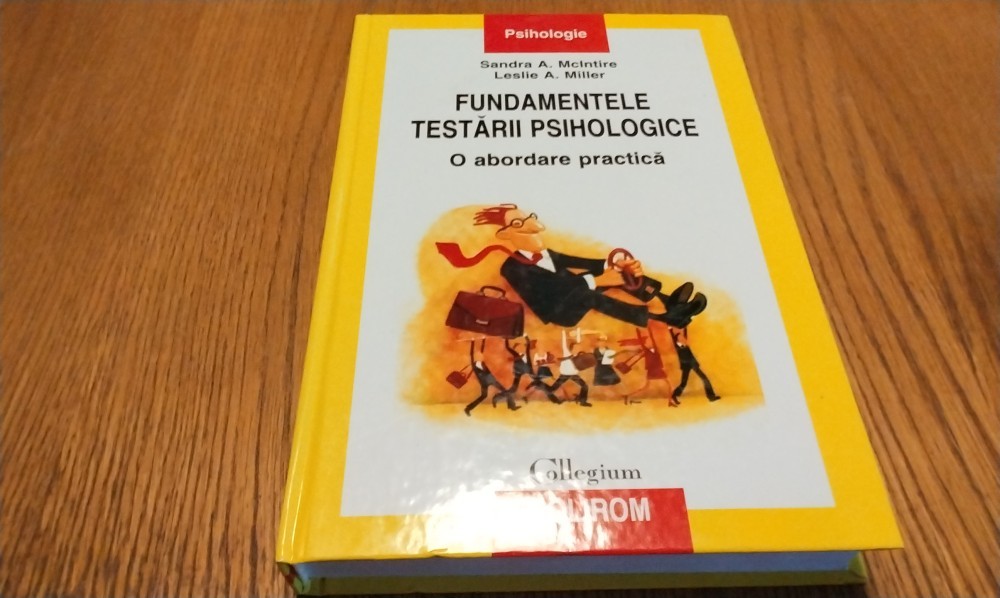 Psihologie
Sandra A. McIntire
Leslie A. Miller
FUNDAMENTELE
TESTĂRII PSIHOLOGICE
O abordare practică
Collegium